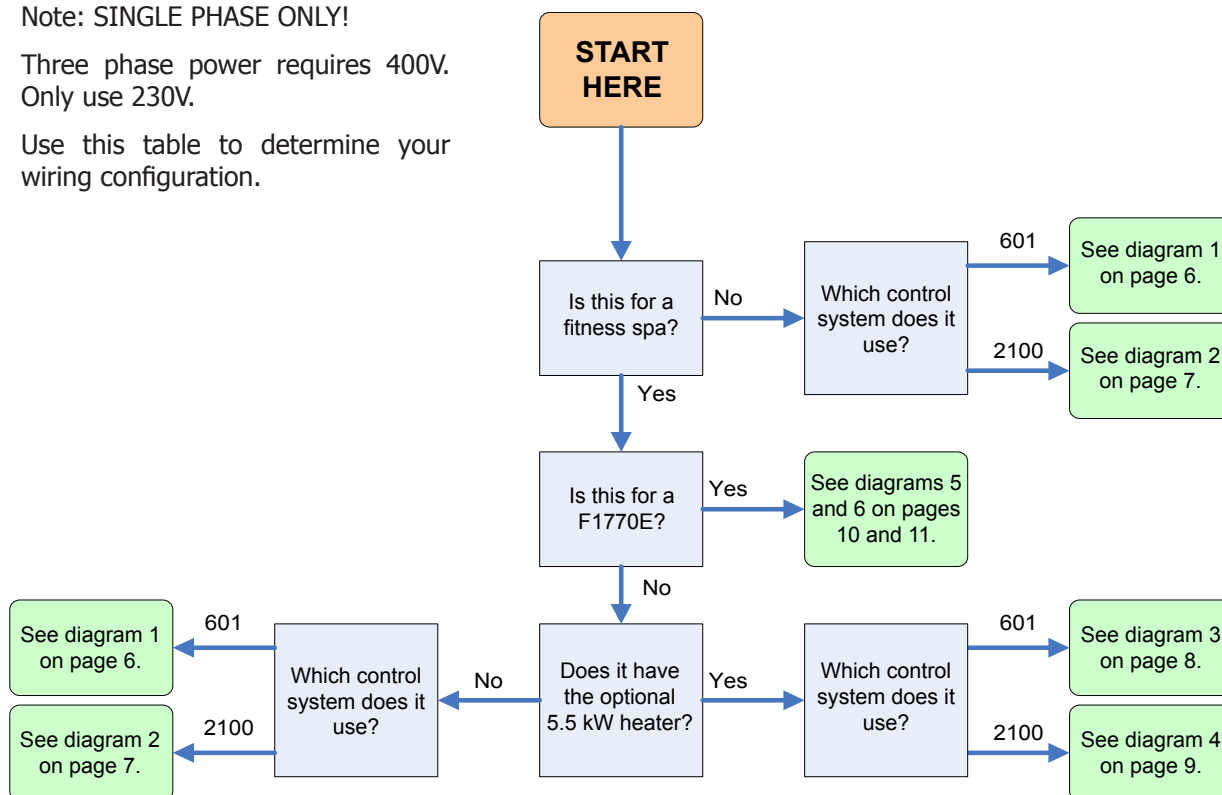 Note: SINGLE PHASE ONLY!
Three phase power requires 400V.
Only use 230V.
Use this table to determine your
wiring configuration.
START
HERE
Is this for a
fitness spa?
No
Which control
system does it
use?
601
See diagram 1
on page 6.
2100
See diagram 2
on page 7.
Yes
Is this for a
F1770E?
Yes
See diagrams 5
and 6 on pages
10 and 11.
No
Does it have
the optional
5.5 kW heater?
Yes
Which control
system does it
use?
601
See diagram 3
on page 8.
2100
See diagram 4
on page 9.
No
Which control
system does it
use?
601
See diagram 1
on page 6.
2100
See diagram 2
on page 7.